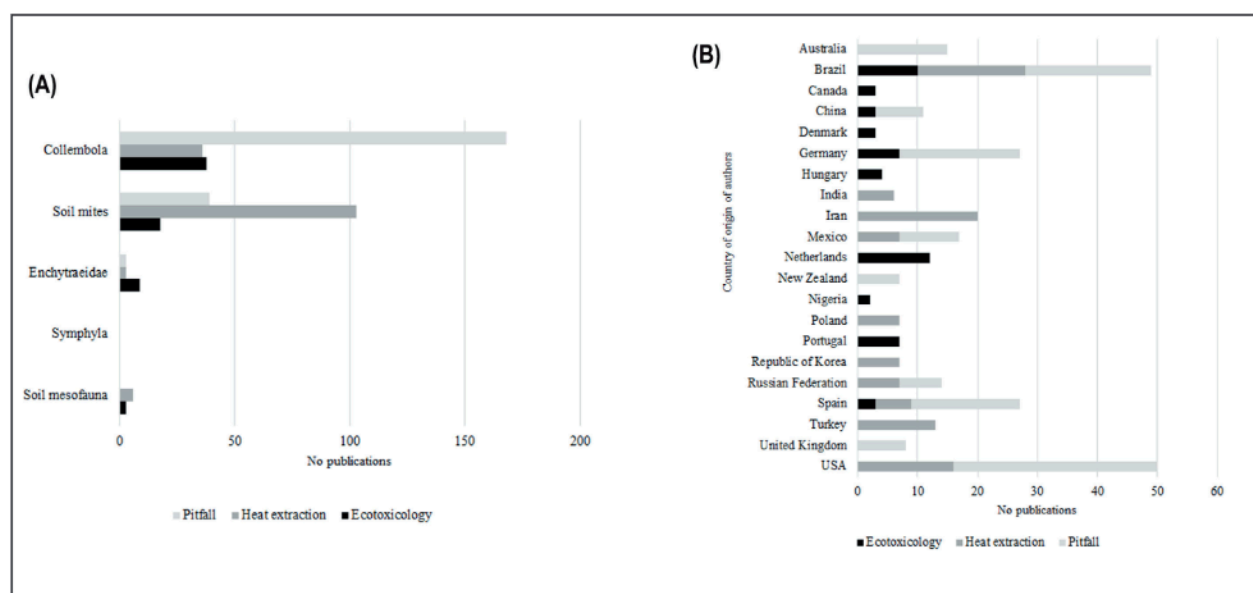 (A)
Collembola
Soil mites
Enchytraeidae
Symphyla
Soil mesofauna
0 50 100 150 200
No publications
Pitfall Heat extraction Ecotoxicology
(B)
Country of origin of authors
Australia
Brazil
Canada
China
Denmark
Germany
Hungary
India
Iran
Mexico
Netherlands
New Zealand
Nigeria
Poland
Portugal
Republic of Korea
Russian Federation
Spain
Turkey
United Kingdom
USA
0 10 20 30 40 50 60
No publications
Ecotoxicology Heat extraction Pitfall